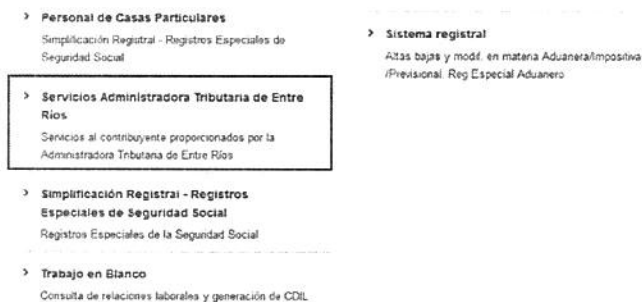 > Personal de Casas Particulares
Simplificación Registral - Registros Especiales de
Seguridad Social
> Servicios Administradora Tributaria de Entre
Ríos
Servicios al contribuyente proporcionados por la
Administradora Tributaria de Entre Ríos
> Simplificación Registral - Registros
Especiales de Seguridad Social
Registros Especiales de la Seguridad Social
> Trabajo en Blanco
Consulta de relaciones laborales y generación de CDIL
> Sistema registral
Altas bajas y modif. en materia Aduanera/Impositiva
/Previsional. Reg Especial Aduanero